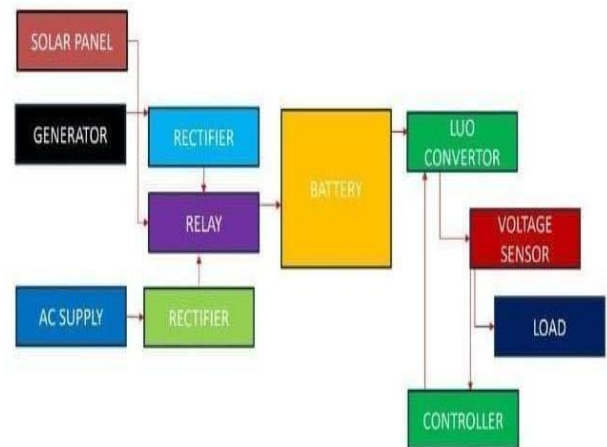 SOLAR PANEL
GENERATOR
RECTIFIER
RELAY
AC SUPPLY
RECTIFIER
BATTERY
LUO
CONVERTOR
VOLTAGE
SENSOR
LOAD
CONTROLLER